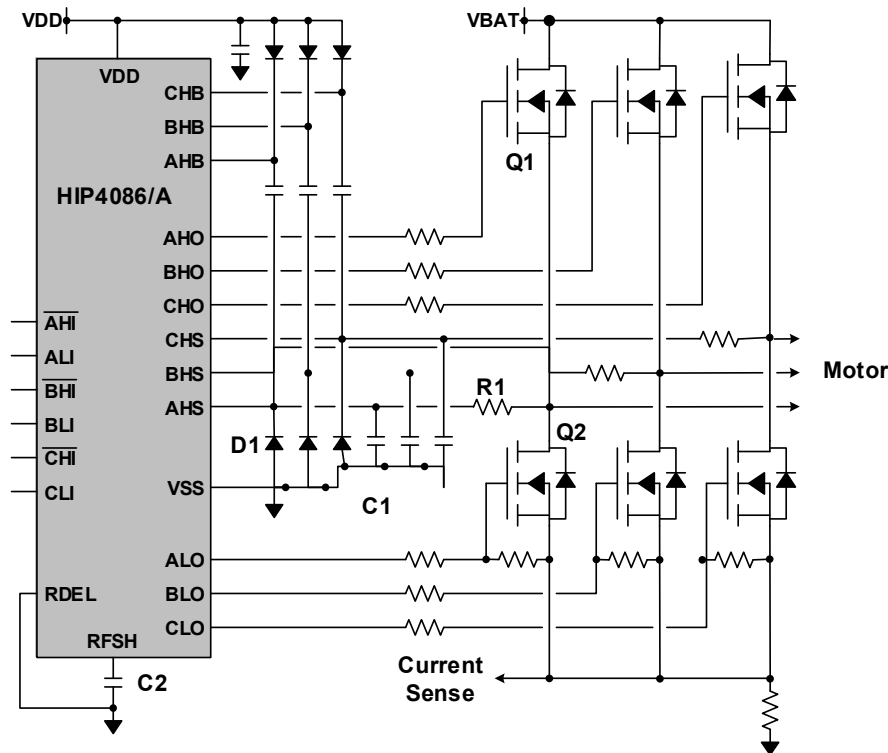 VDD
VBAT
VDD
CHB
BHB
AHB
HIP4086/A
Q1
AHO
BHO
CHO
AHI
CHS
ALI
BHS
Motor
BHI
AHS
R1
BLI
D1
Q2
CHI
CLI
VSS
C1
ALO
RDEL
BLO
CLO
RFSH
C2
Current
Sense